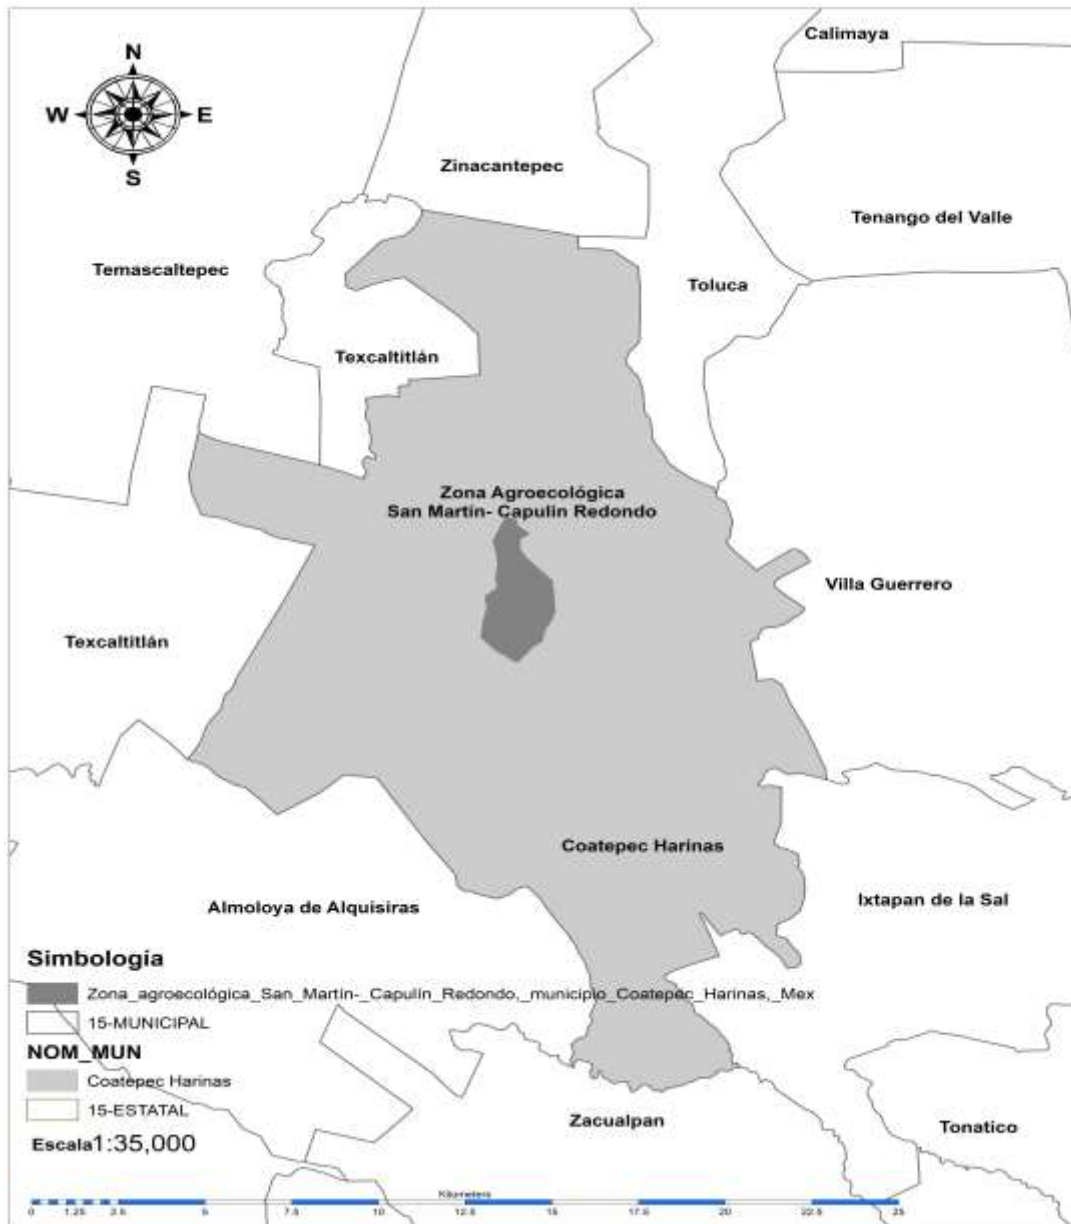 Calimaya
N
W E
S
Zinacantepec
Tenango del Valle
Temascaltepec
Toluca
Texcaltitlán
Zona Agroecológica
San Martín- Capulin Redondo
Villa Guerrero
Texcaltitlán
Coatepec Harinas
Ixtapan de la Sal
Almoloya de Alquisiras
Simbología
Zona_agroecológica_San_Martín-_Capulín_Redondo,_municipio_Coatepec_Harinas,_Mex
15-MUNICIPAL
NOM_MUN
Coatepec Harinas
15-ESTATAL
Zacualpan
Tonatico
Escala1:35,000
Kilometers
0 1.25 2.5 5 7.5 10 12.5 15 17.5 20 22.5 25